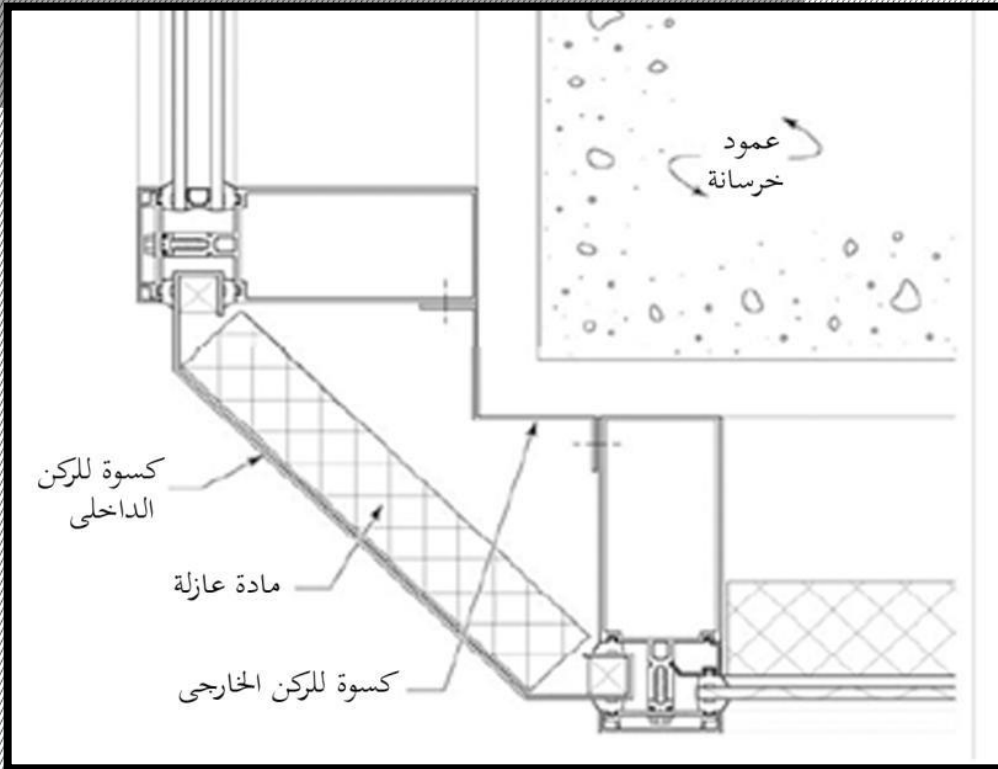 عمود
خرسانة
كسوة للركن
الداخلى
مادة عازلة
كسوة للركن الخارجى